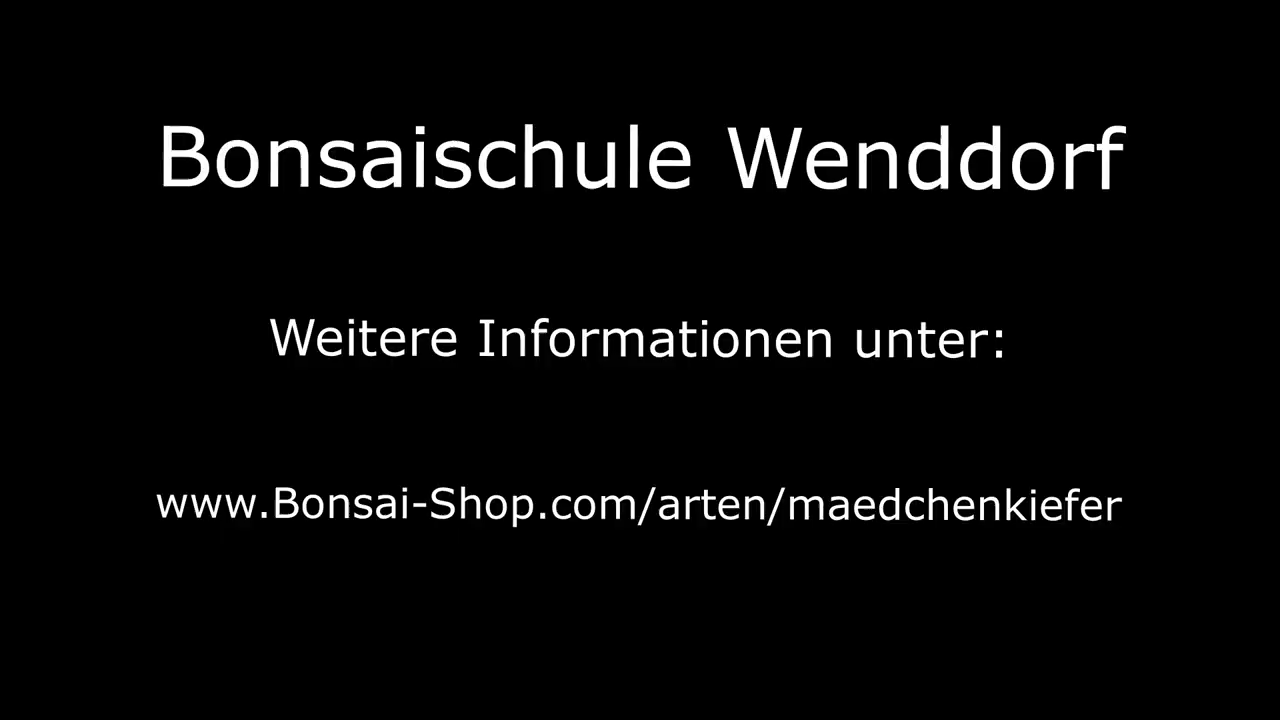 Bonsaischule Wenddorf
Weitere Informationen unter:
www.Bonsai-Shop.com/arten/maedchenkiefer